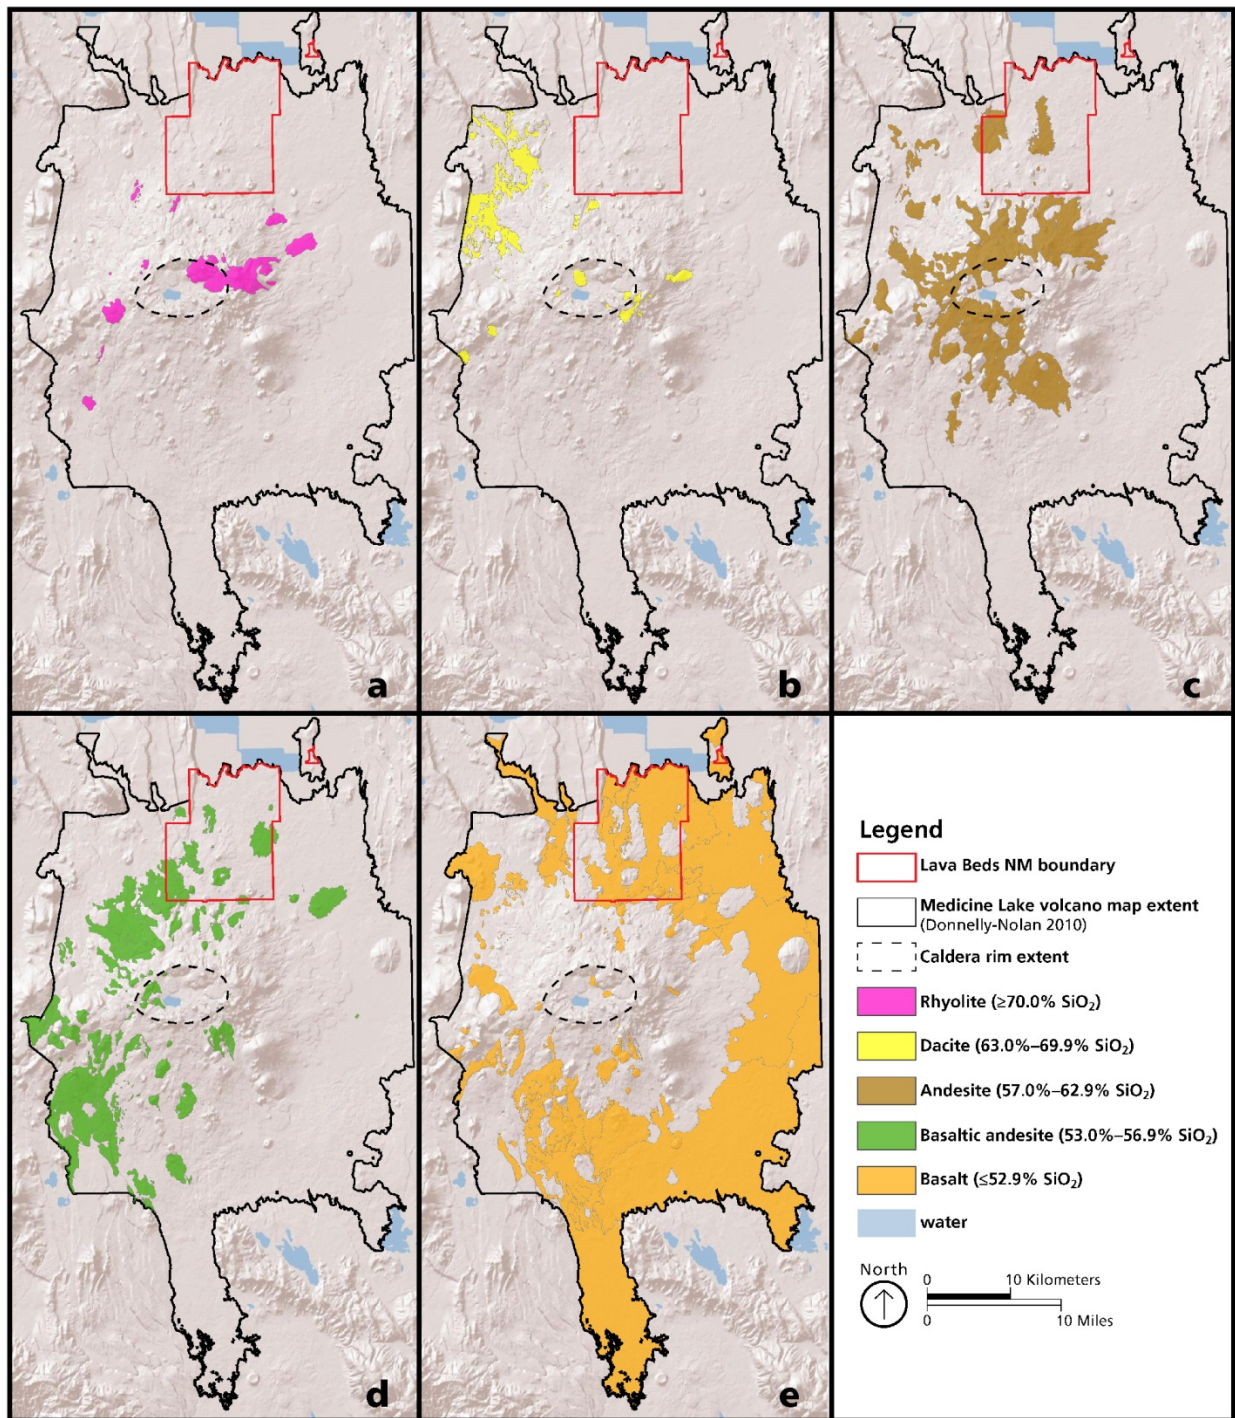 a
b
c
d
e
Legend
Lava Beds NM boundary
Medicine Lake volcano map extent
(Donnelly-Nolan 2010)
Caldera rim extent
Rhyolite (≥70.0% SiO₂)
Dacite (63.0%–69.9% SiO₂)
Andesite (57.0%–62.9% SiO₂)
Basaltic andesite (53.0%–56.9% SiO₂)
Basalt (≤52.9% SiO₂)
water
North
0 10 Kilometers
0 10 Miles